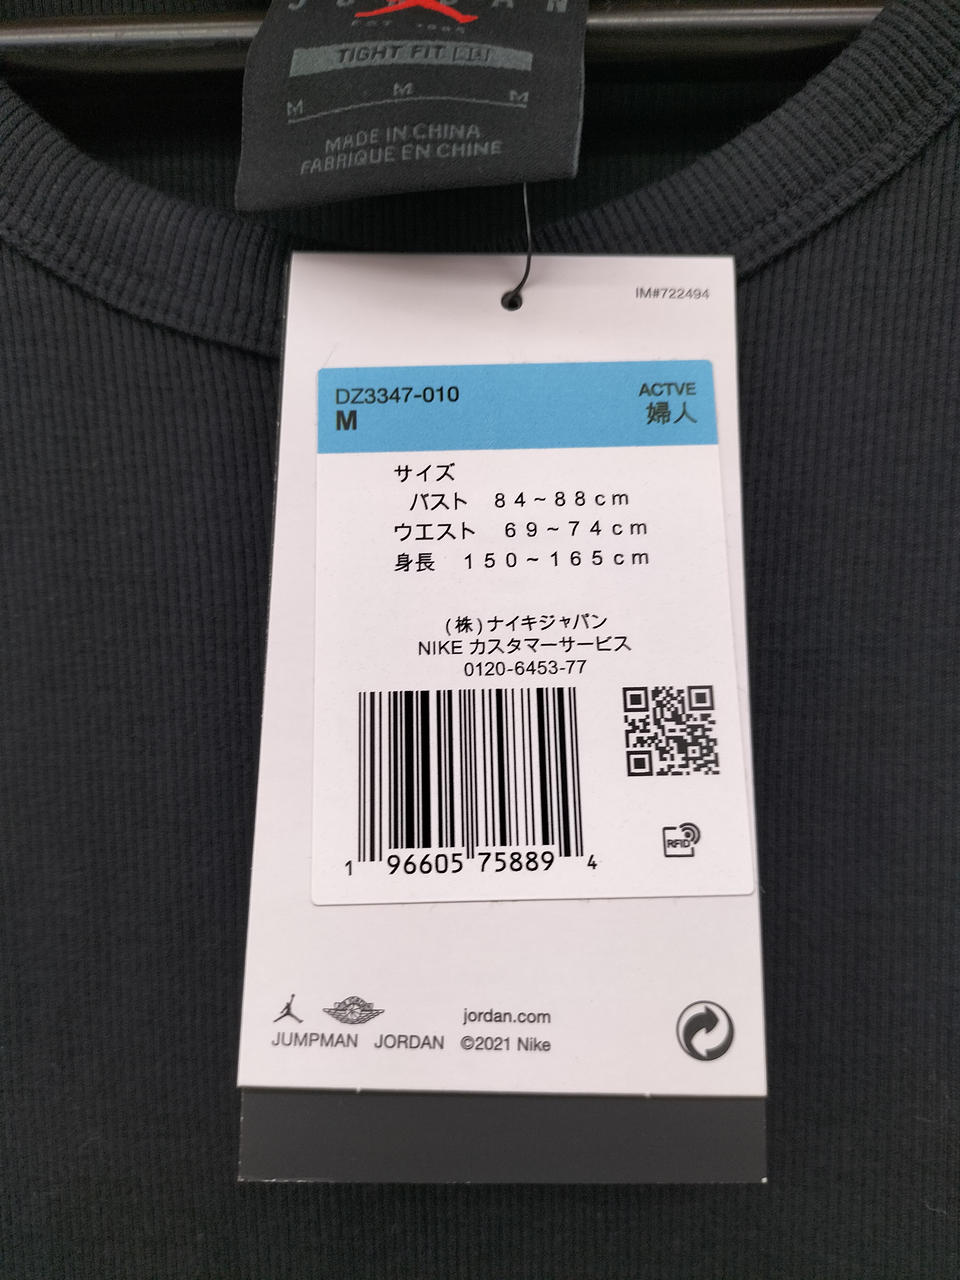 JORDAN
TIGHT FIT
M M M
MADE IN CHINA
FABRIQUE EN CHINE
IM#722494
DZ3347-010 ACTVE
M 婦人
サイズ
バスト 84~88cm
ウエスト 69~74cm
身長 150~165cm
(株)ナイキジャパン
NIKE カスタマーサービス
0120-6453-77
RFID
1 96605 75889 4
jordan.com
JUMPMAN JORDAN ©2021 Nike